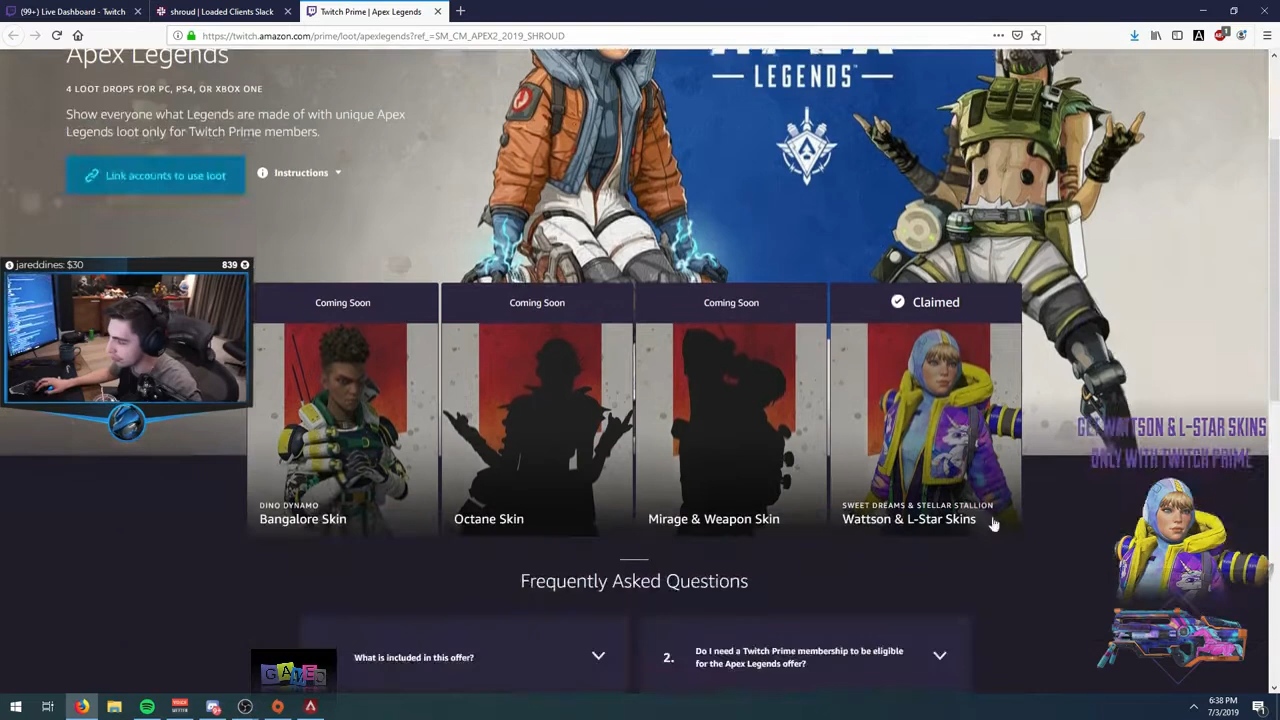 (99+) Live Dashboard - Twitch
shroud | Loaded Clients Slack
Twitch Prime | Apex Legends
https://twitch.amazon.com/prime/loot/apexlegends?ref_=SM_CM_APEX2_2019_SHROUD
Apex Legends
LEGENDS™
4 LOOT DROPS FOR PC, PS4, OR XBOX ONE
Show everyone what Legends are made of with unique Apex
Legends loot only for Twitch Prime members.
Link accounts to use loot
Instructions
jareddines: $30
839
Coming Soon
Coming Soon
Coming Soon
Claimed
DINO DYNAMO
Bangalore Skin
Octane Skin
Mirage & Weapon Skin
SWEET DREAMS & STELLAR STALLION
Wattson & L-Star Skins
GET WATTSON & L-STAR SKINS
ONLY WITH TWITCH PRIME
Frequently Asked Questions
What is included in this offer?
2.
Do I need a Twitch Prime membership to be eligible
for the Apex Legends offer?
6:38 PM
7/3/2019